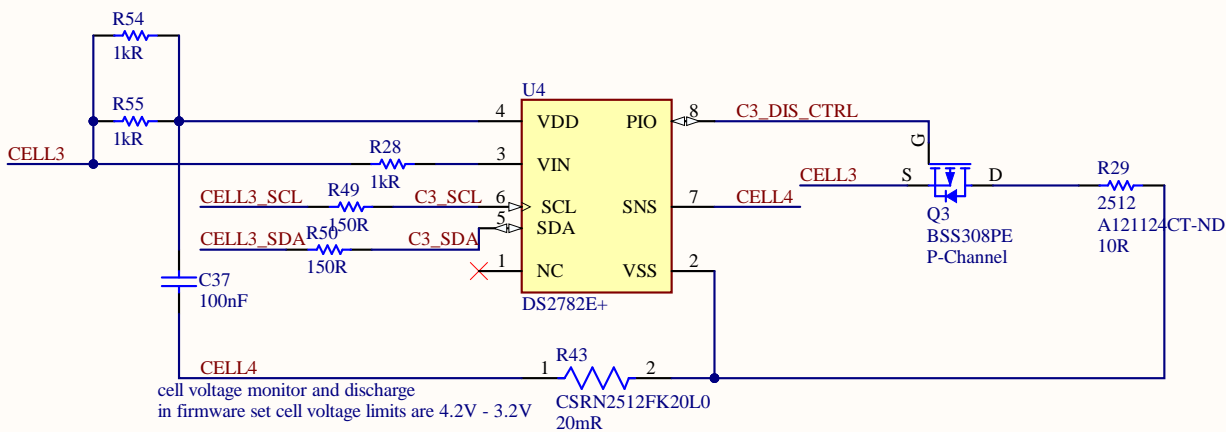 R54
1kR
R55
1kR
CELL3
R28
1kR
CELL3_SCL
R49
C3_SCL
150R
CELL3_SDA
R50
C3_SDA
150R
C37
100nF
CELL4
U4
4 VDD PIO 8
3 VIN
6 SCL SNS 7
5 SDA
1 NC VSS 2
DS2782E+
C3_DIS_CTRL
G
CELL3
S
D
CELL4
Q3
BSS308PE
P-Channel
R29
2512
A121124CT-ND
10R
R43
1 2
CSRN2512FK20L0
20mR
cell voltage monitor and discharge
in firmware set cell voltage limits are 4.2V - 3.2V